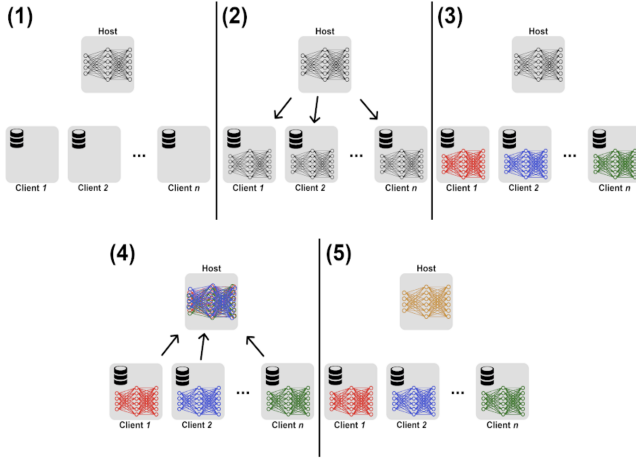 (1)
Host
...
Client 1
Client 2
Client n
(2)
Host
...
Client 1
Client 2
Client n
(3)
Host
...
Client 1
Client 2
Client n
(4)
Host
...
Client 1
Client 2
Client n
(5)
Host
...
Client 1
Client 2
Client n